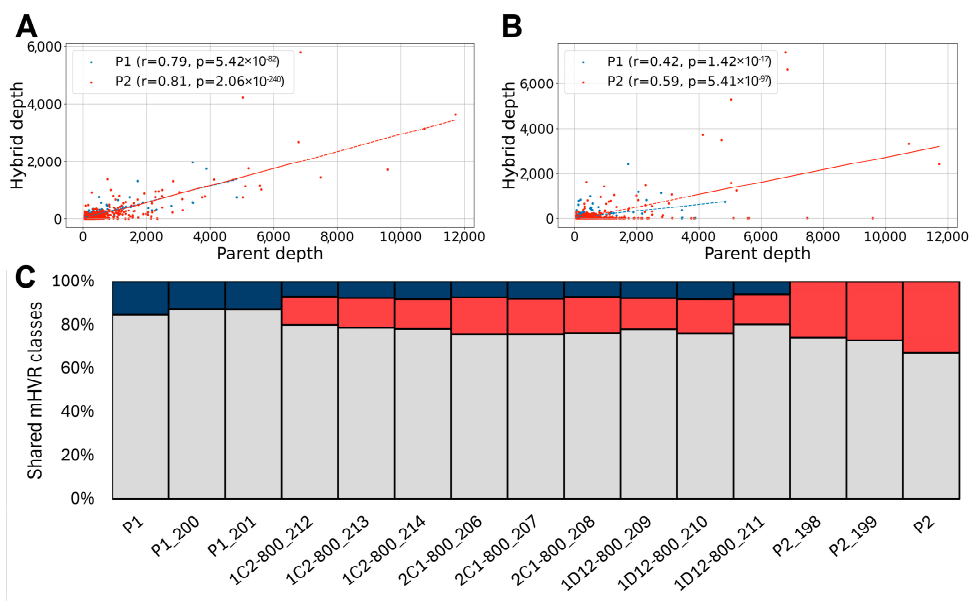 A
B
6,000
4,000
2,000
0
Hybrid depth
P1 (r=0.79, p=5.42×10-82)
P2 (r=0.81, p=2.06×10-240)
0 2,000 4,000 6,000 8,000 10,000 12,000
Parent depth
6,000
4,000
2,000
0
Hybrid depth
P1 (r=0.42, p=1.42×10-17)
P2 (r=0.59, p=5.41×10-97)
0 2,000 4,000 6,000 8,000 10,000 12,000
Parent depth
C
100%
80%
60%
40%
20%
0%
Shared mHVR classes
P1
P1_200
P1_201
1C2-800_212
1C2-800_213
1C2-800_214
2C1-800_206
2C1-800_207
2C1-800_208
1D12-800_209
1D12-800_210
1D12-800_211
P2_198
P2_199
P2